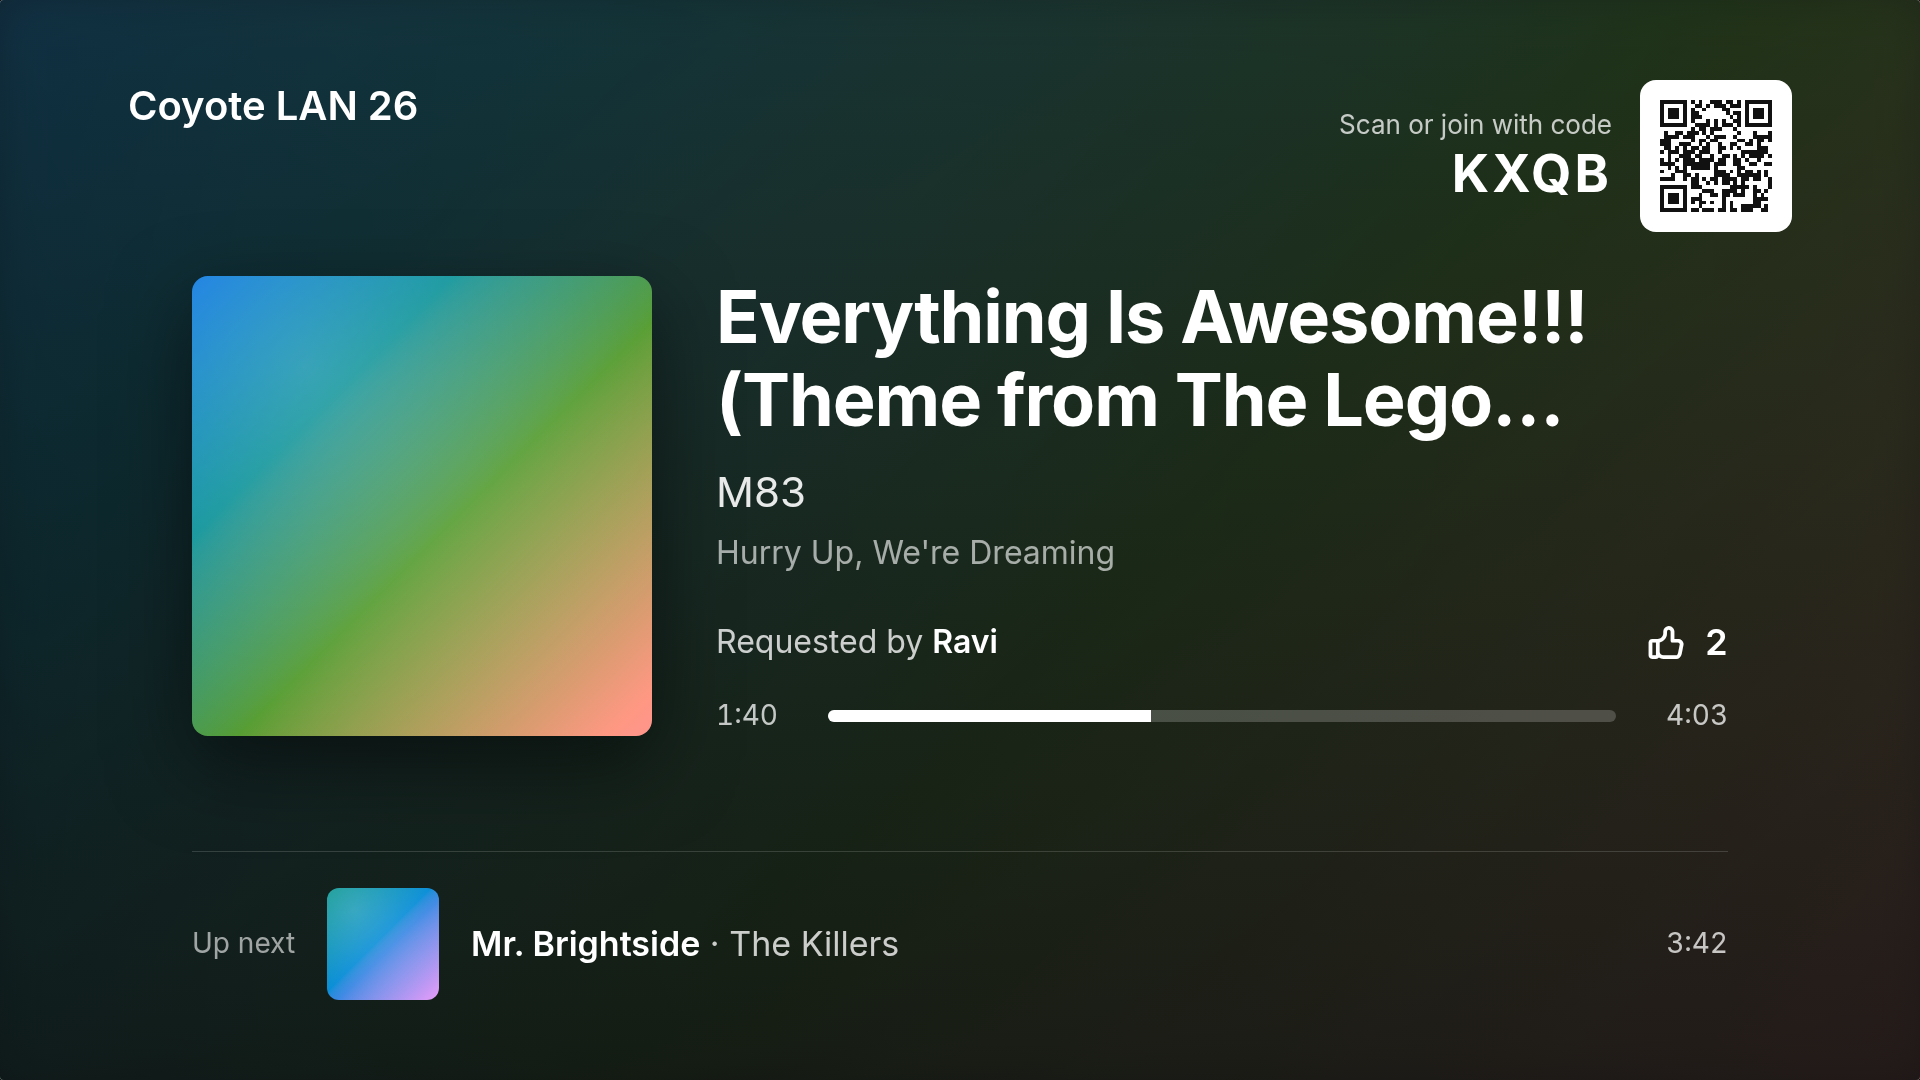 Coyote LAN 26
Scan or join with code
KXQB
Everything Is Awesome!!!
(Theme from The Lego…
M83
Hurry Up, We're Dreaming
Requested by Ravi
2
1:40
4:03
Up next
Mr. Brightside · The Killers
3:42